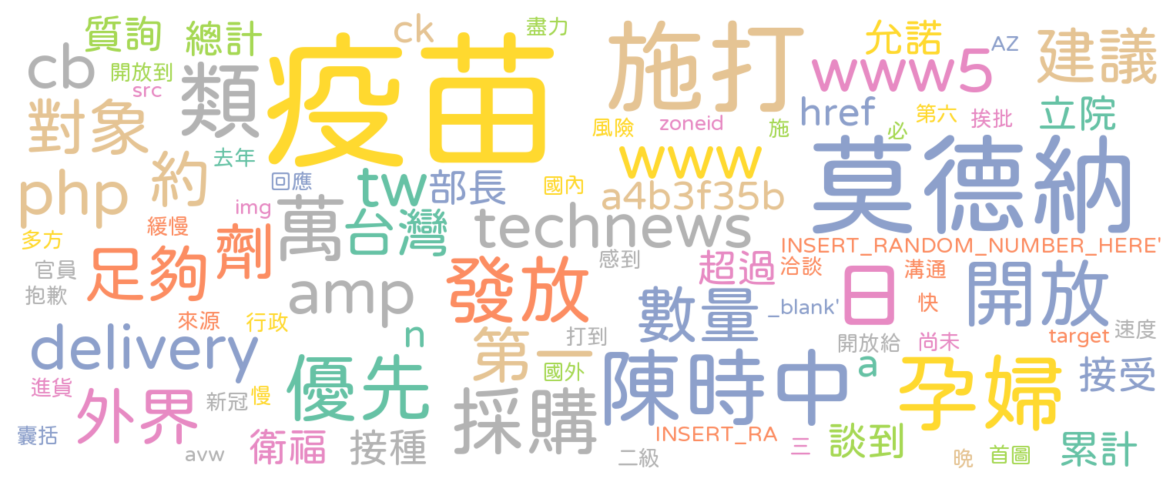 質詢 總計 ck 盡力
疫苗 施打 允諾 AZ 建議
cb 開放到 src 類 www5
對象 風險 zoneid 施 href 必 第六 挨批 立院
約 去年 www 莫德納
php 回應 tw 部長 國內 a4b3f35b
img 萬 台灣 technews
多方 緩慢 劑 INSERT_RANDOM_NUMBER_HERE'
官員 足夠 感到 超過 洽談 日 溝通 開放
抱歉 amp 發放 數量 _blank' 快
來源 行政 n 第一 打到 開放給 尚未 target 速度
delivery 優先 國外 陳時中 a 孕婦 接受
進貨 外界 新冠 慢 採購
囊括 avw 衛福 接種 二級 INSERT_RA 三 談到 晚 首圖 累計